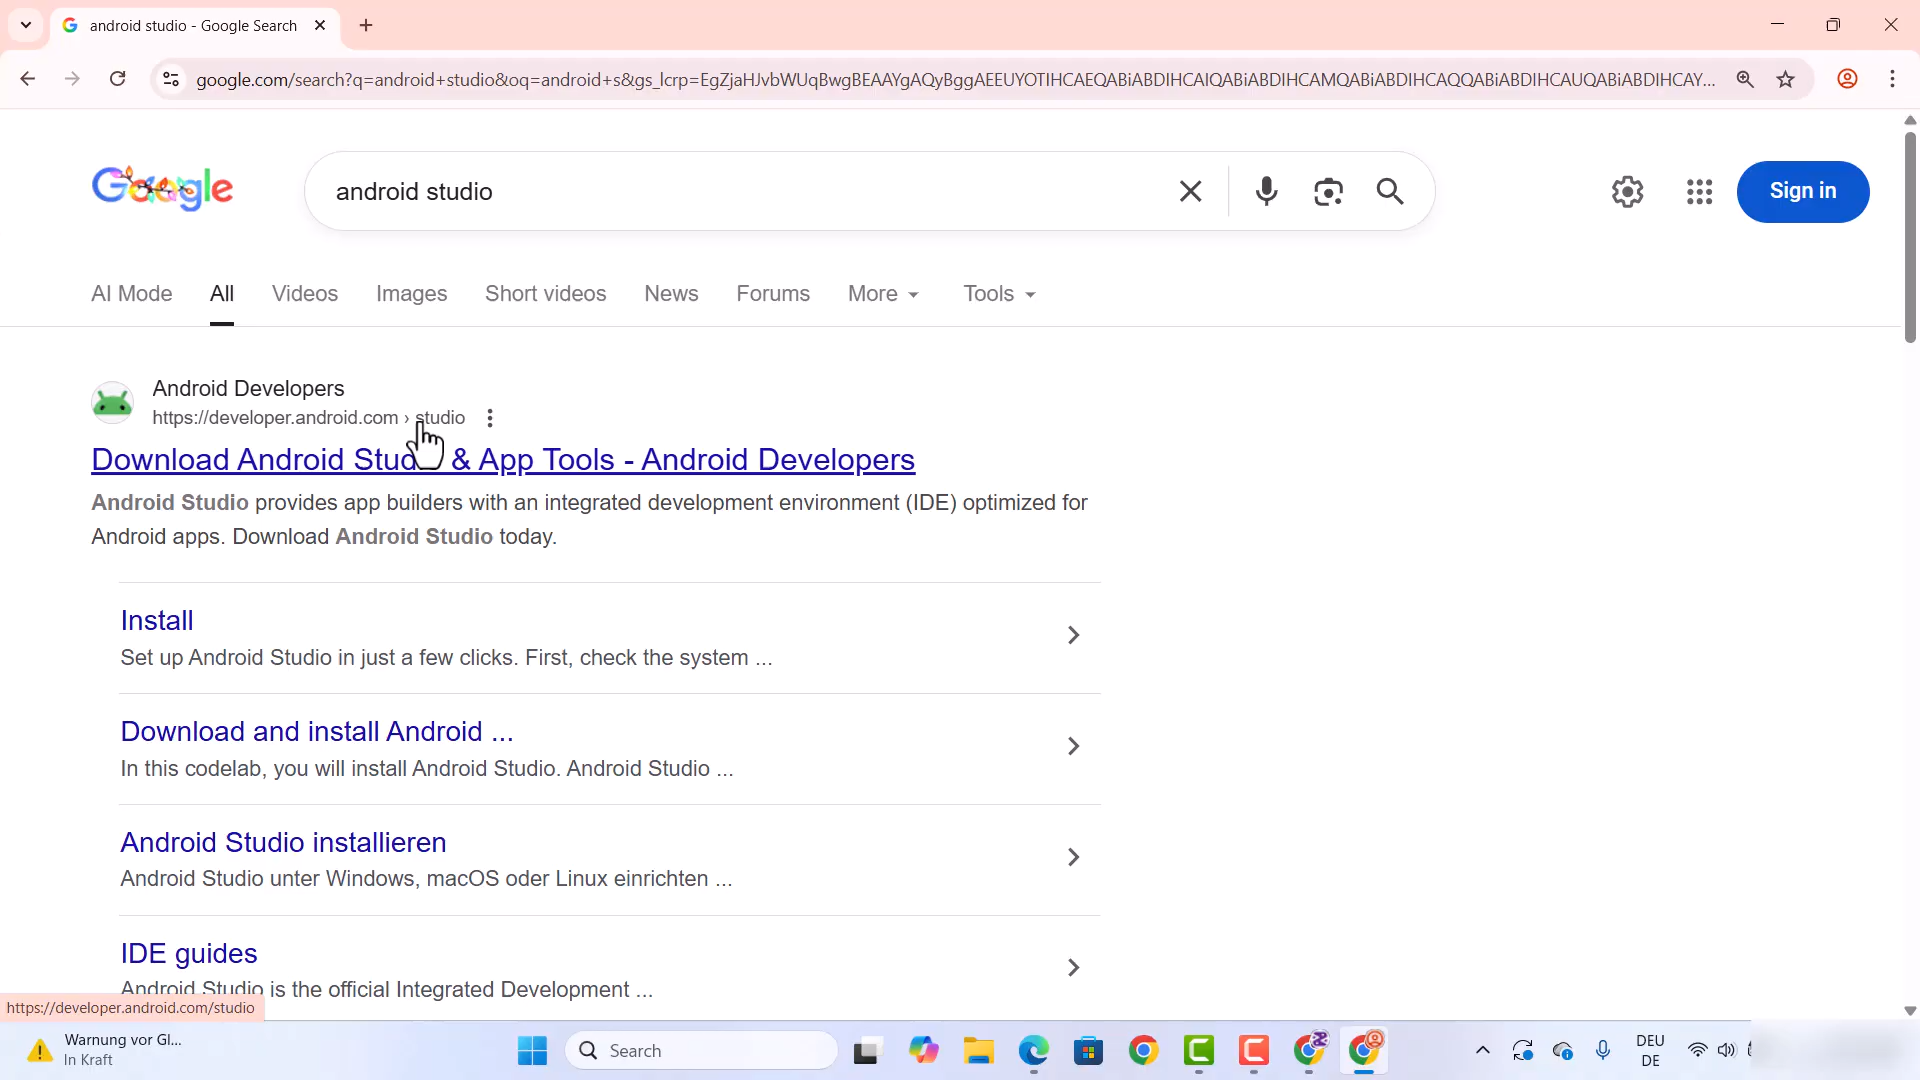 android studio - Google Search
google.com/search?q=android+studio&oq=android+s&gs_lcrp=EgZjaHJvbWUqBwgBEAAYgAQyBggAEEUYOTIHCAEQABiABDIHCAIQABiABDIHCAMQABiABDIHCAQQABiABDIHCAUQABiABDIHCAY...
Google
android studio
Sign in
AI Mode
All
Videos
Images
Short videos
News
Forums
More
Tools
Android Developers
https://developer.android.com › studio
Download Android Studio & App Tools - Android Developers
Android Studio provides app builders with an integrated development environment (IDE) optimized for
Android apps. Download Android Studio today.
Install
Set up Android Studio in just a few clicks. First, check the system ...
Download and install Android ...
In this codelab, you will install Android Studio. Android Studio ...
Android Studio installieren
Android Studio unter Windows, macOS oder Linux einrichten ...
IDE guides
Android Studio is the official Integrated Development ...
https://developer.android.com/studio
Warnung vor Gl...
In Kraft
Search
DEU
DE